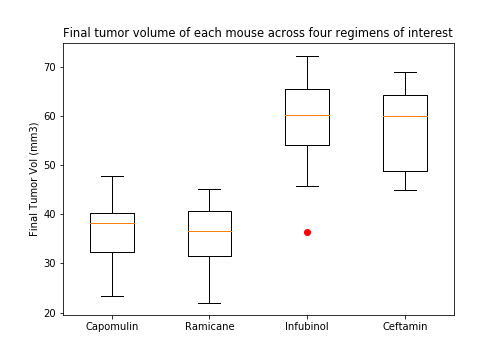 Final tumor volume of each mouse across four regimens of interest
Final Tumor Vol (mm3)
70
60
50
40
30
20
Capomulin
Ramicane
Infubinol
Ceftamin